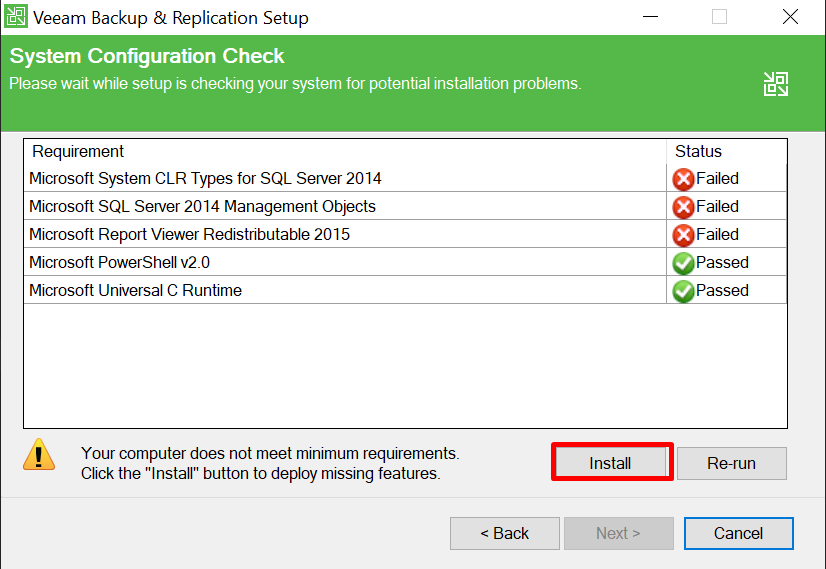 Veeam Backup & Replication Setup
System Configuration Check
Please wait while setup is checking your system for potential installation problems.
Requirement Status
Microsoft System CLR Types for SQL Server 2014 Failed
Microsoft SQL Server 2014 Management Objects Failed
Microsoft Report Viewer Redistributable 2015 Failed
Microsoft PowerShell v2.0 Passed
Microsoft Universal C Runtime Passed
Your computer does not meet minimum requirements.
Click the "Install" button to deploy missing features.
Install Re-run
< Back Next > Cancel